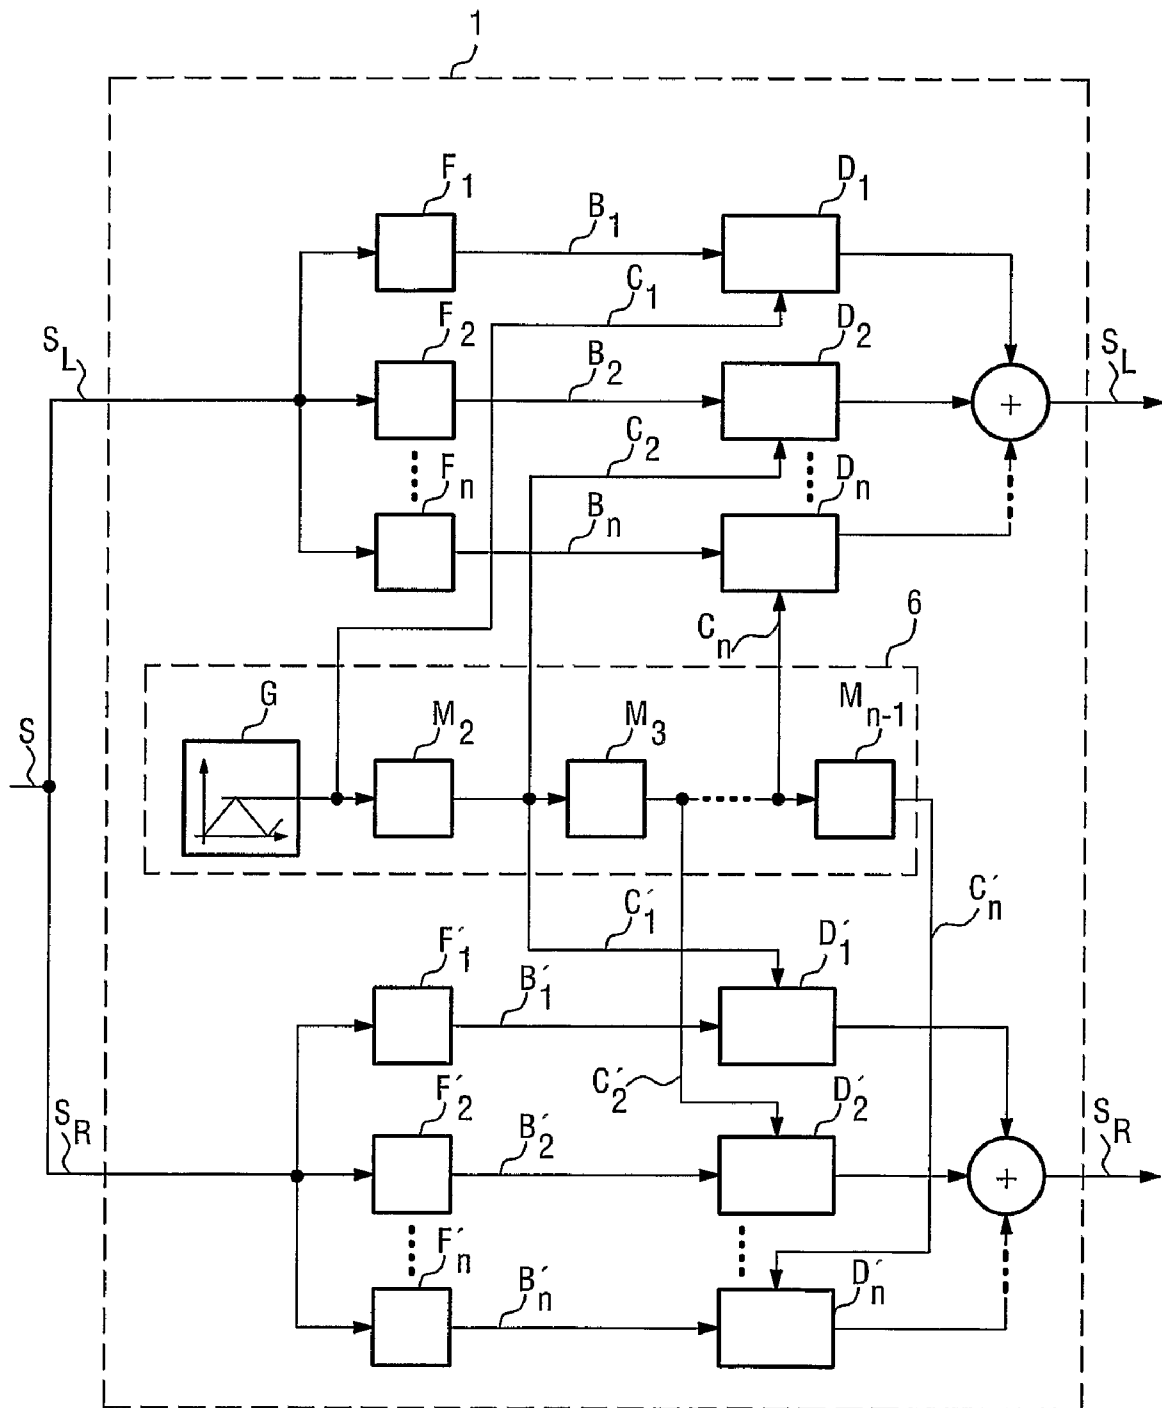 1
F1
D1
B1
C1
F2
D2
SL
B2
SL
C2
Fn
Dn
Bn
6
Cn
G
M2
M3
Mn-1
S
C´1
C´n
F´1
D´1
B´1
C´2
F´2
D´2
SR
B´2
SR
F´n
D´n
B´n
+
+